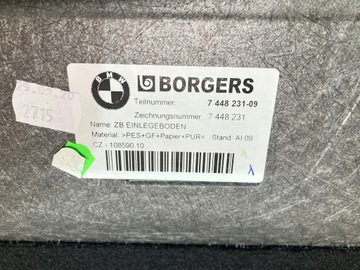 BMW
BORGERS
Teilnummer 7 448 231-09
Zeichnungsnummer: 7 448 231
Name: ZB EINLEGEBODEN
Material: >PES+GF+Papier+PUR< Stand: AI 09
CZ - 108590.10
2715